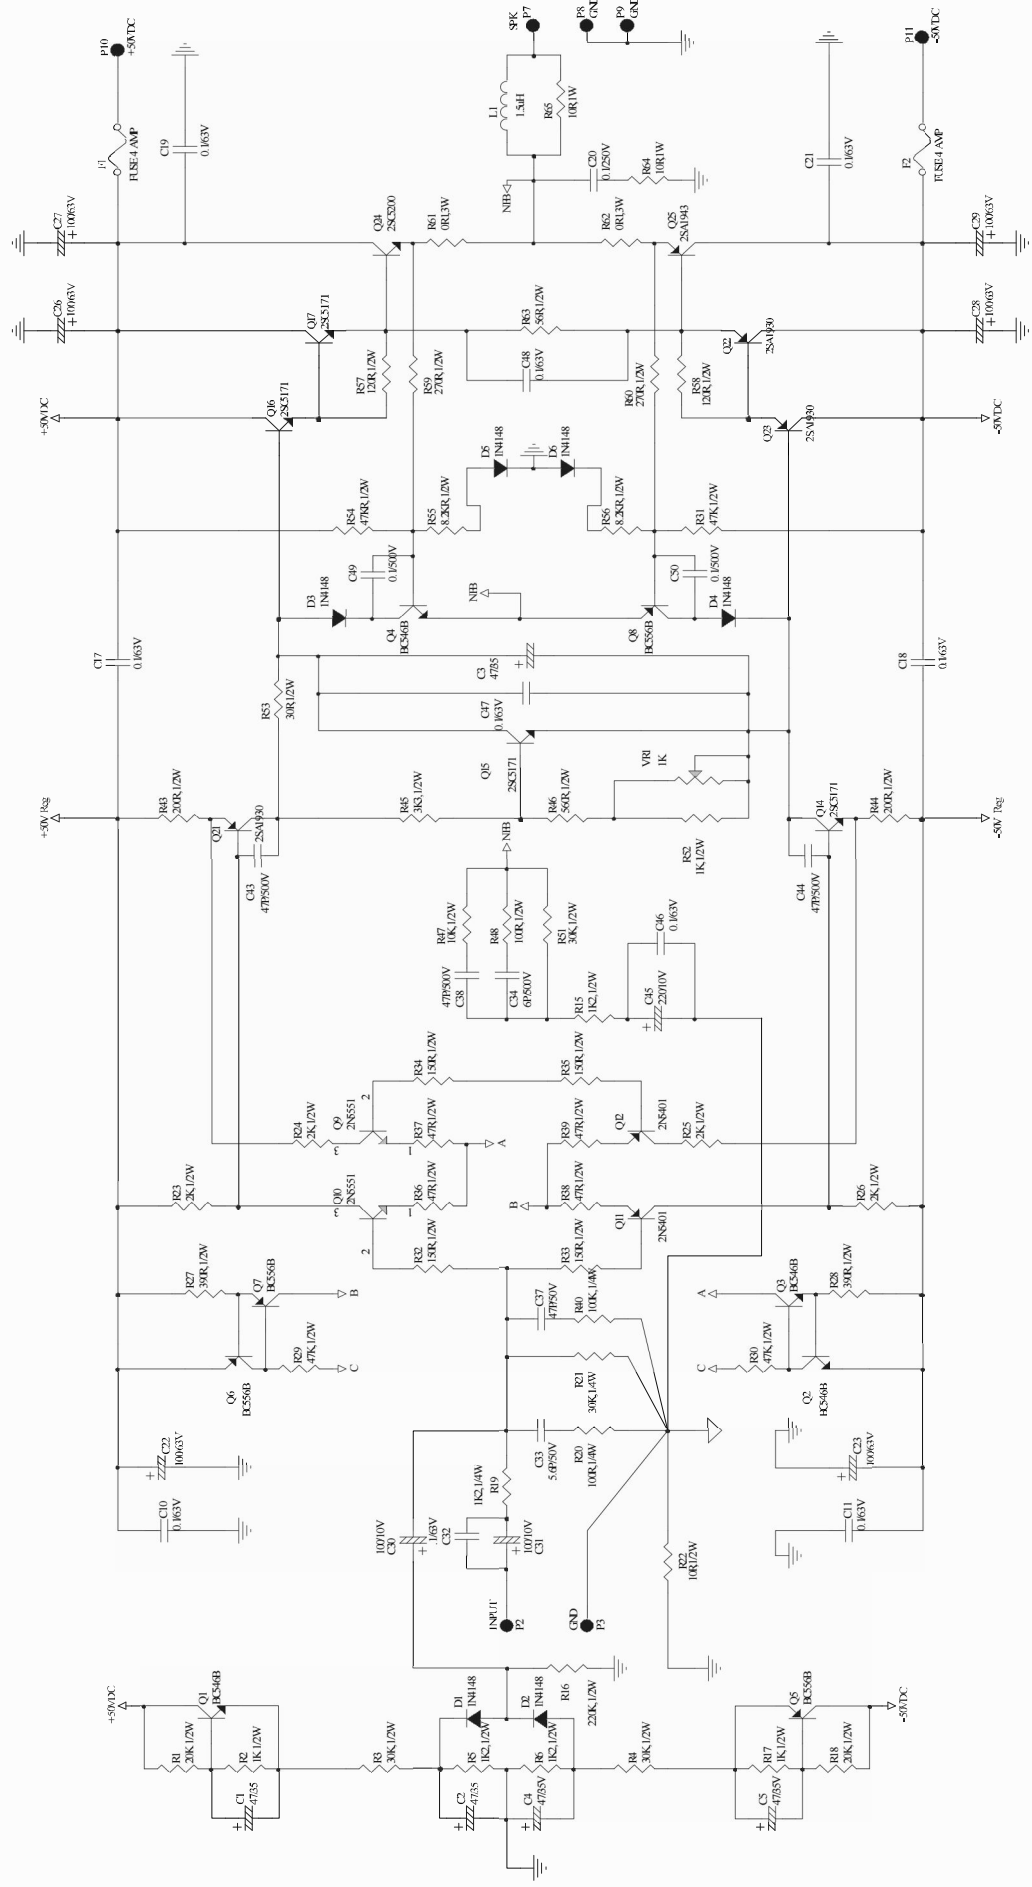 P10
+50VDC
F1
FUSE 4 AMP
C19
0.1/63V
C27
+ 100/63V
C26
+ 100/63V
+50VDC
SPK
P7
P8
GND
P9
GND
L1
1.5uH
R65
10R,1W
NFB
C20
0.1/250V
R64
10R1W
C21
0.1/63V
P11
-50VDC
F2
FUSE 4 AMP
C29
+ 100/63V
C28
+ 100/63V
-50VDC
Q24
2SC5200
R61
0R1,3W
R62
0R1,3W
Q25
2SA1943
Q17
2SC5171
R63
56R,1/2W
C48
0.1/63V
Q22
2SA1930
Q16
2SC5171
R57
120R,1/2W
R59
270R,1/2W
R60
270R,1/2W
R58
120R,1/2W
Q23
2SA1930
D5
1N4148
D6
1N4148
R54
47KR,1/2W
R55
8.2KR,1/2W
R56
8.2KR,1/2W
R31
47K,1/2W
C49
0.1/500V
C50
0.1/500V
D3
1N4148
Q4
BC546B
NFB
Q8
BC556B
D4
1N4148
C17
0.1/63V
C18
0.1/63V
R53
30R,1/2W
C3
+
47/35
C47
0.1/63V
Q15
2SC5171
VR1
1K
+50V Reg
R43
200R,1/2W
Q21
2SA1930
C43
47P/500V
R45
3K3,1/2W
R46
560R,1/2W
R52
1K,1/2W
NFB
Q14
2SC5171
R44
200R,1/2W
C44
47P/500V
-50V Reg
R47
10K,1/2W
R48
100R,1/2W
R51
30K,1/2W
47P/500V
C38
C34
6P/500V
R15
1K2,1/2W
C46
0.1/63V
C45
220/10V
+
R34
150R,1/2W
R35
150R,1/2W
R24
2K,1/2W
Q9
2N5551
2
3
1
R37
47R1/2W
A
R39
47R1/2W
Q12
2N5401
R25
2K,1/2W
R23
2K,1/2W
Q10
2N5551
3
2
1
R36
47R,1/2W
B
R38
47R,1/2W
Q11
2N5401
R26
2K,1/2W
R32
150R,1/2W
R33
150R,1/2W
R27
390R,1/2W
Q7
BC556B
B
Q6
BC556B
R29
47K,1/2W
C
C37
47P/50V
R40
100K,1/4W
R21
30K,1/4W
C33
5.6P/50V
R20
100R,1/4W
A
Q3
BC546B
R28
390R,1/2W
C
R30
47K,1/2W
Q2
BC546B
C22
+
100/63V
C10
0.1/63V
C23
+
100/63V
C11
0.1/63V
1K2,1/4W
R19
100/10V
C30
+
.1/63V
C32
100/10V
C31
+
R22
10R1/2W
INPUT
P2
GND
P3
+50VDC
Q1
BC546B
R1
20K,1/2W
R2
1K,1/2W
C1
47/35
+
R3
30K,1/2W
D1
1N4148
D2
1N4148
R16
220K,1/2W
R5
1K2,1/2W
R6
1K2,1/2W
C2
47/35
+
C4
47/35V
+
R4
30K,1/2W
Q5
BC556B
-50VDC
R17
1K,1/2W
R18
20K,1/2W
C5
47/35V
+